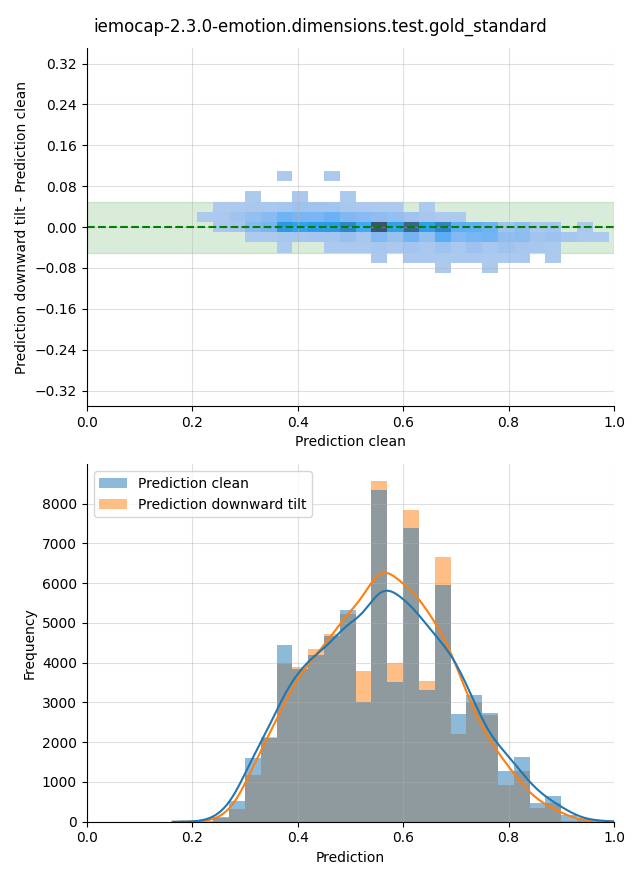 iemocap-2.3.0-emotion.dimensions.test.gold_standard
Prediction downward tilt - Prediction clean
0.32
0.24
0.16
0.08
0.00
−0.08
−0.16
−0.24
−0.32
0.0 0.2 0.4 0.6 0.8 1.0
Prediction clean
Prediction clean
Prediction downward tilt
Frequency
8000
7000
6000
5000
4000
3000
2000
1000
0
0.0 0.2 0.4 0.6 0.8 1.0
Prediction